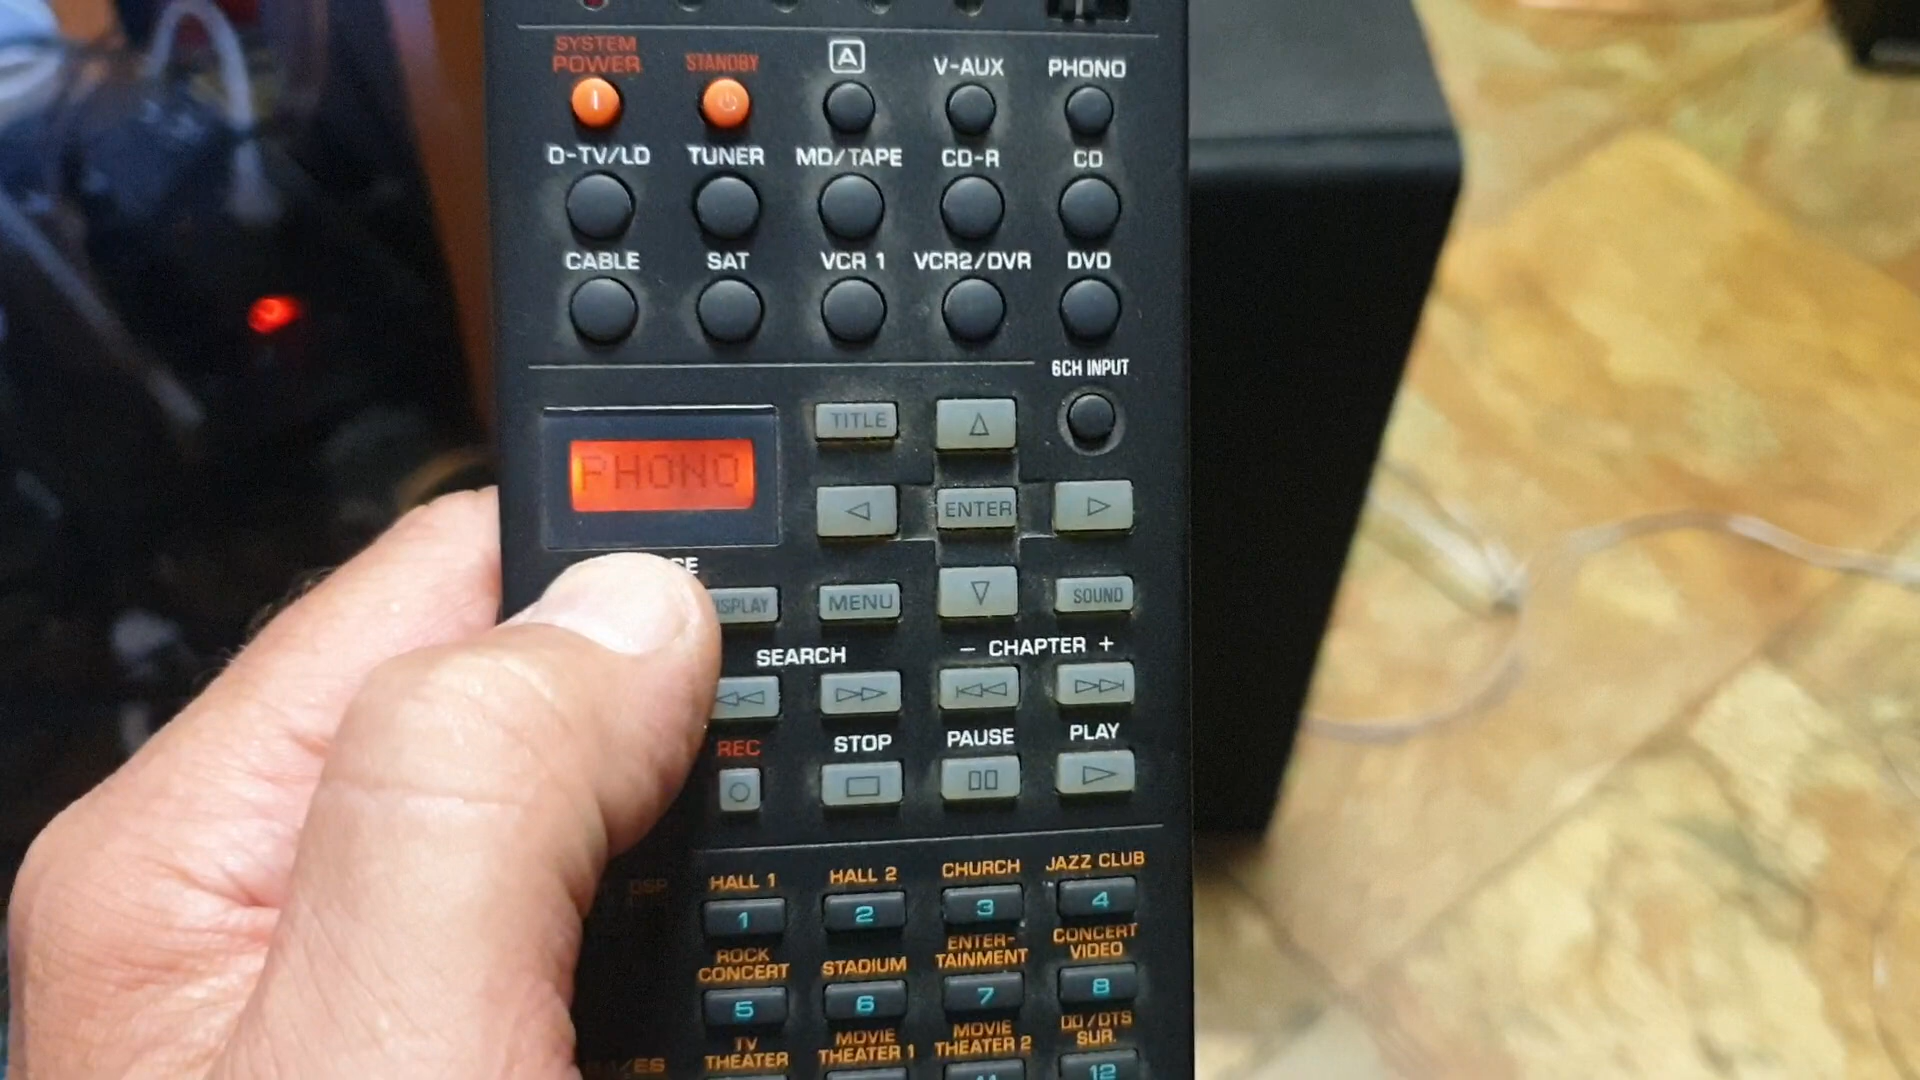 SYSTEM
POWER
STANDBY
A
V-AUX
PHONO
D-TV/LD
TUNER
MD/TAPE
CD-R
CD
CABLE
SAT
VCR 1
VCR2/DVR
DVD
6CH INPUT
PHONO
TITLE
ENTER
MENU
SOUND
SEARCH
– CHAPTER +
REC
STOP
PAUSE
PLAY
HALL 1
HALL 2
CHURCH
JAZZ CLUB
1
2
3
4
ROCK
CONCERT
STADIUM
ENTER-
TAINMENT
CONCERT
VIDEO
5
6
7
8
TV
THEATER
MOVIE
THEATER 1
MOVIE
THEATER 2
DD/DTS
SUR.
12